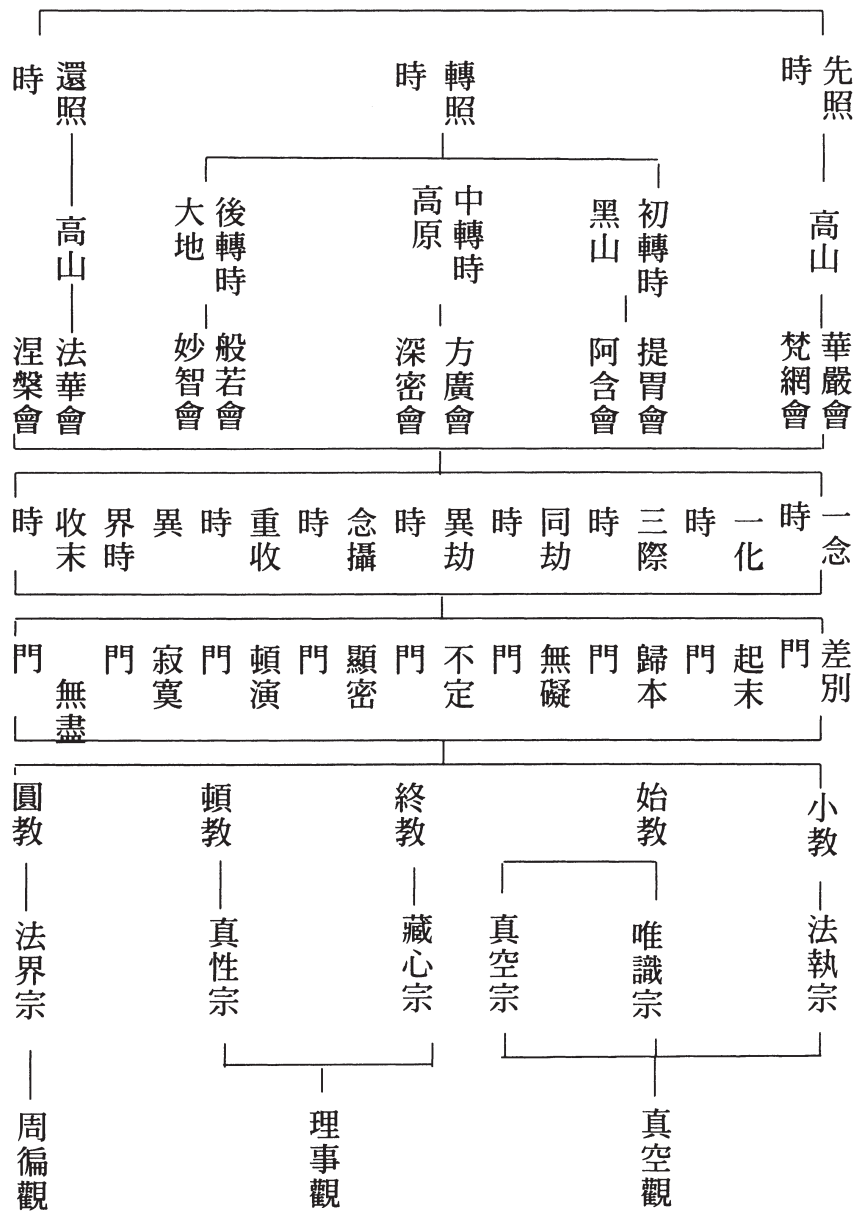 先照時
轉照時
還照時
高山
初轉時
黑山
中轉時
高原
後轉時
大地
高山
華嚴會
梵網會
提胃會
阿含會
方廣會
深密會
般若會
妙智會
法華會
涅槃會
一念時
一化時
三際時
同劫時
異劫時
念攝時
重收時
異界時
收末時
差別門
起末門
歸本門
無礙門
不定門
顯密門
頓演門
寂寞門
無盡門
小教
始教
終教
頓教
圓教
法執宗
唯識宗
真空宗
藏心宗
真性宗
法界宗
真空觀
理事觀
周徧觀